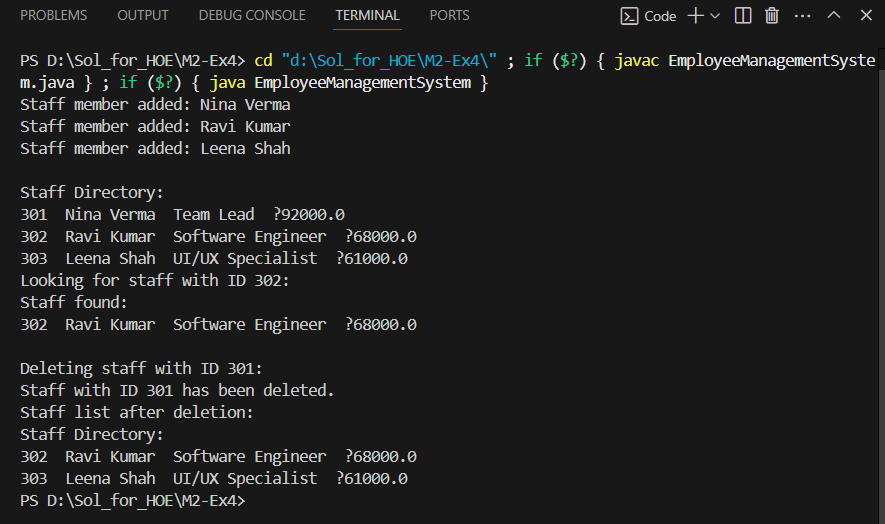 PROBLEMS OUTPUT DEBUG CONSOLE TERMINAL PORTS Code
PS D:\Sol_for_HOE\M2-Ex4> cd "d:\Sol_for_HOE\M2-Ex4\" ; if ($?) { javac EmployeeManagementSyste
m.java } ; if ($?) { java EmployeeManagementSystem }
Staff member added: Nina Verma
Staff member added: Ravi Kumar
Staff member added: Leena Shah
Staff Directory:
301  Nina Verma  Team Lead  ?92000.0
302  Ravi Kumar  Software Engineer  ?68000.0
303  Leena Shah  UI/UX Specialist  ?61000.0
Looking for staff with ID 302:
Staff found:
302  Ravi Kumar  Software Engineer  ?68000.0
Deleting staff with ID 301:
Staff with ID 301 has been deleted.
Staff list after deletion:
Staff Directory:
302  Ravi Kumar  Software Engineer  ?68000.0
303  Leena Shah  UI/UX Specialist  ?61000.0
PS D:\Sol_for_HOE\M2-Ex4>